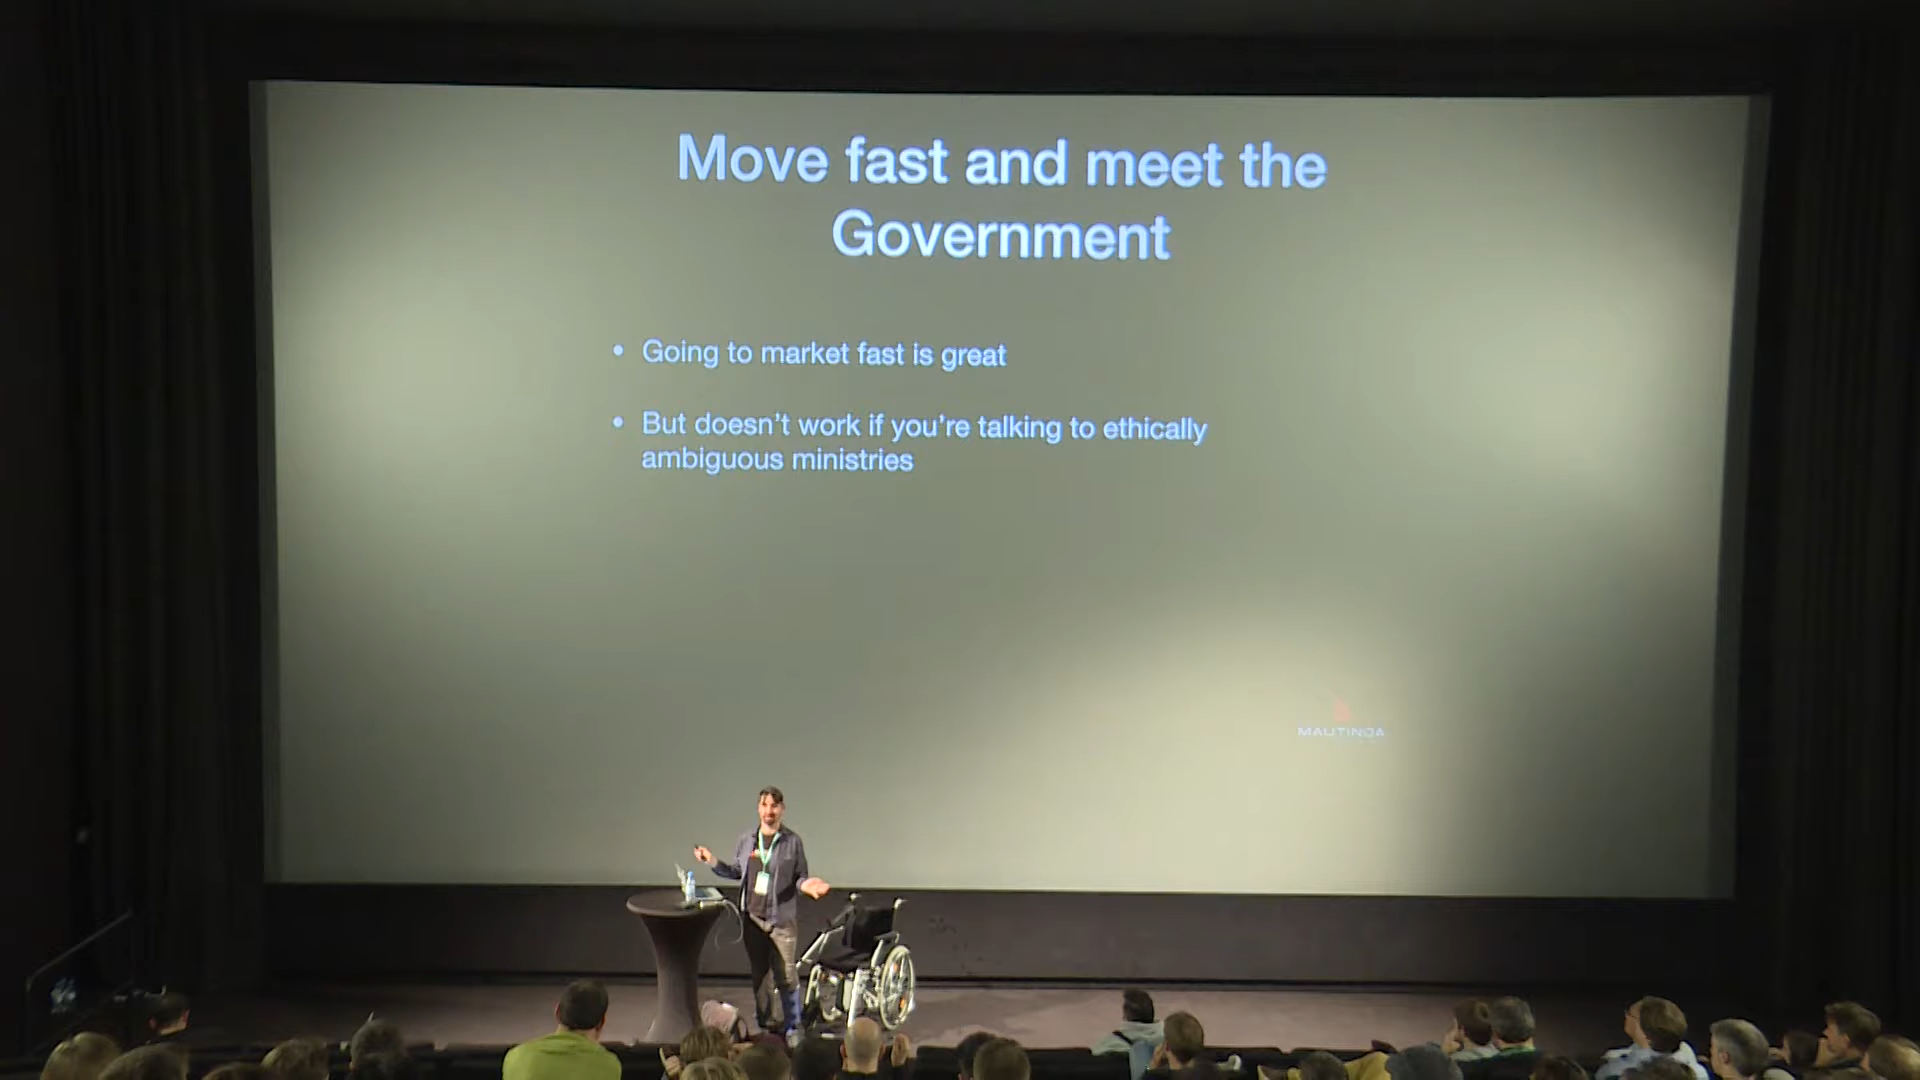 Move fast and meet the
Government
• Going to market fast is great
• But doesn't work if you're talking to ethically
ambiguous ministries
MAUTINOA